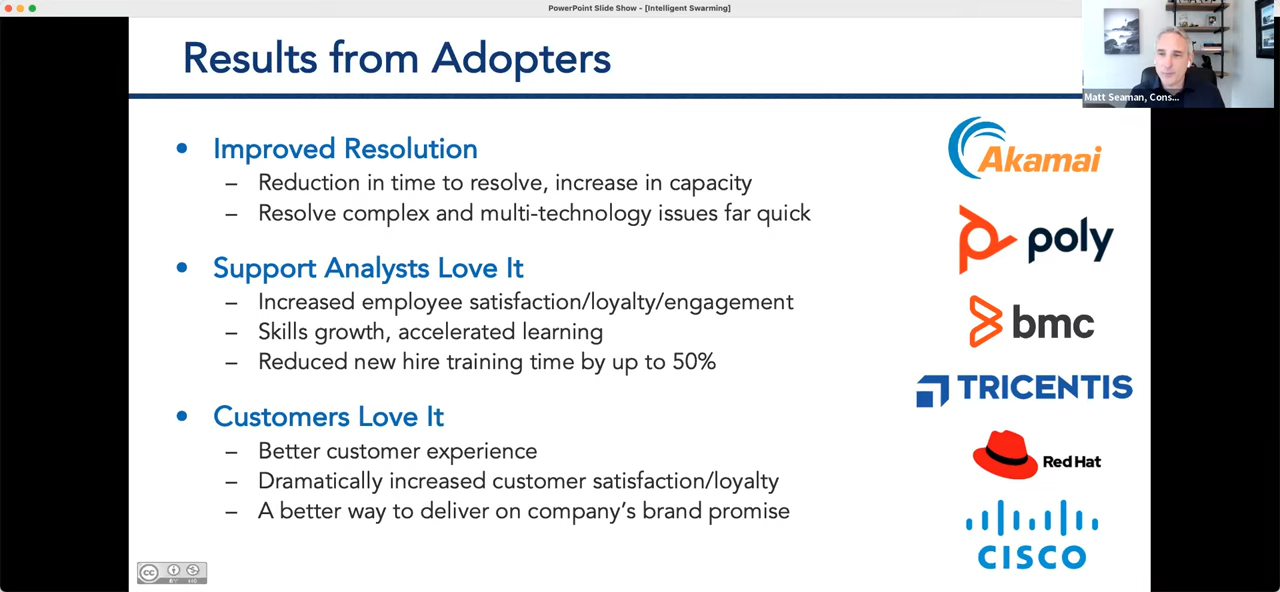 PowerPoint Slide Show - [Intelligent Swarming]
Results from Adopters
Matt Seaman, Cons...
• Improved Resolution
– Reduction in time to resolve, increase in capacity
– Resolve complex and multi-technology issues far quick
• Support Analysts Love It
– Increased employee satisfaction/loyalty/engagement
– Skills growth, accelerated learning
– Reduced new hire training time by up to 50%
• Customers Love It
– Better customer experience
– Dramatically increased customer satisfaction/loyalty
– A better way to deliver on company's brand promise
Akamai
poly
bmc
TRICENTIS
Red Hat
CISCO
cc
BY NC